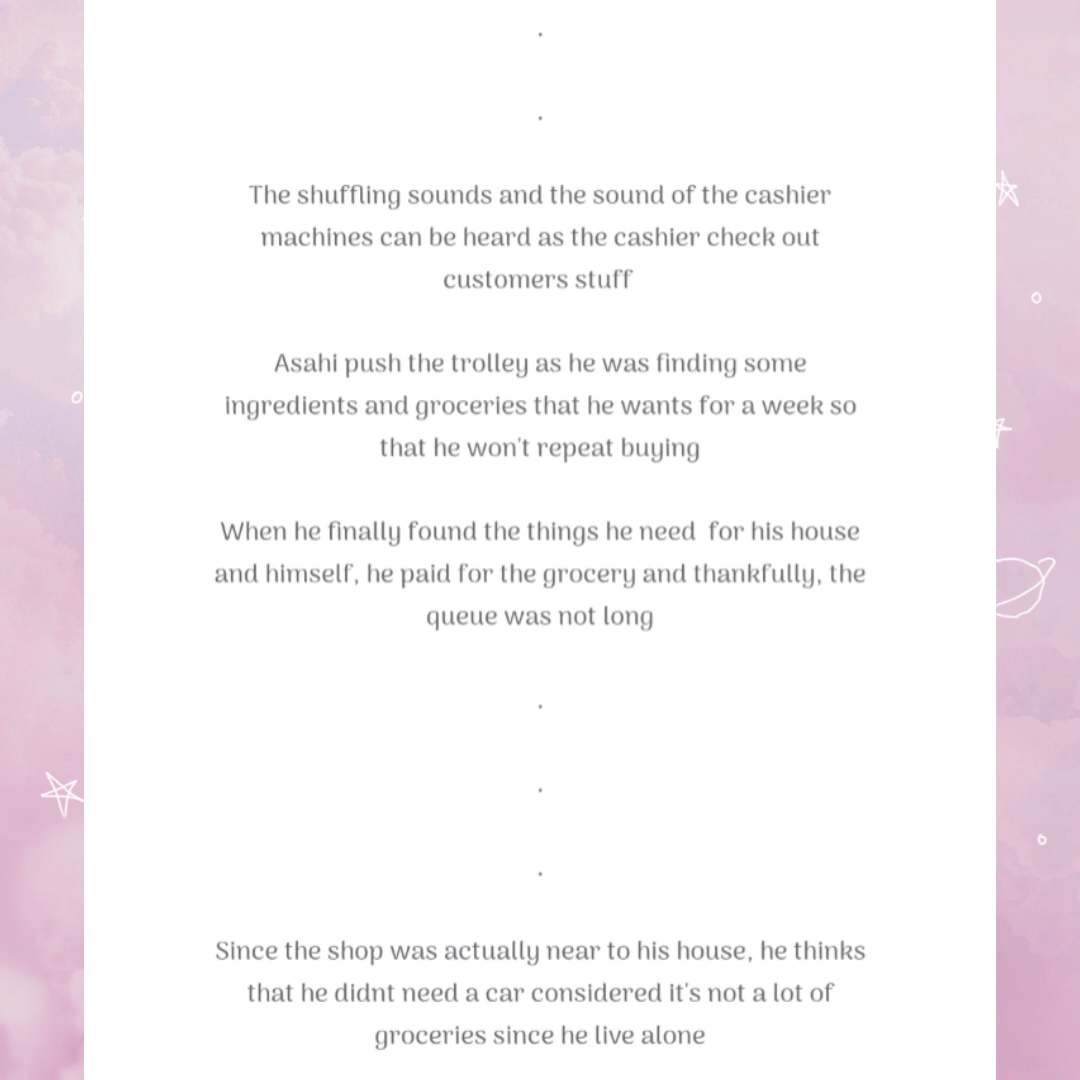 .
.
The shuffling sounds and the sound of the cashier
machines can be heard as the cashier check out
customers stuff
Asahi push the trolley as he was finding some
ingredients and groceries that he wants for a week so
that he won't repeat buying
When he finally found the things he need  for his house
and himself, he paid for the grocery and thankfully, the
queue was not long
.
.
.
Since the shop was actually near to his house, he thinks
that he didnt need a car considered it's not a lot of
groceries since he live alone